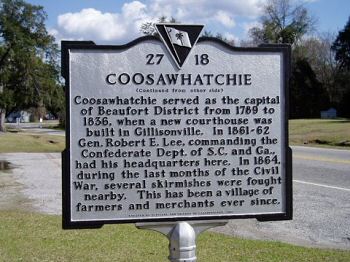 27 18
COOSAWHATCHIE
(Continued from other side)
Coosawhatchie served as the capital
of Beaufort District from 1789 to
1836, when a new courthouse was
built in Gillisonville. In 1861-62
Gen. Robert E. Lee, commanding the
Confederate Dept. of S.C. and Ga.,
had his headquarters here. In 1864,
during the last months of the Civil
War, several skirmishes were fought
nearby. This has been a village of
farmers and merchants ever since.